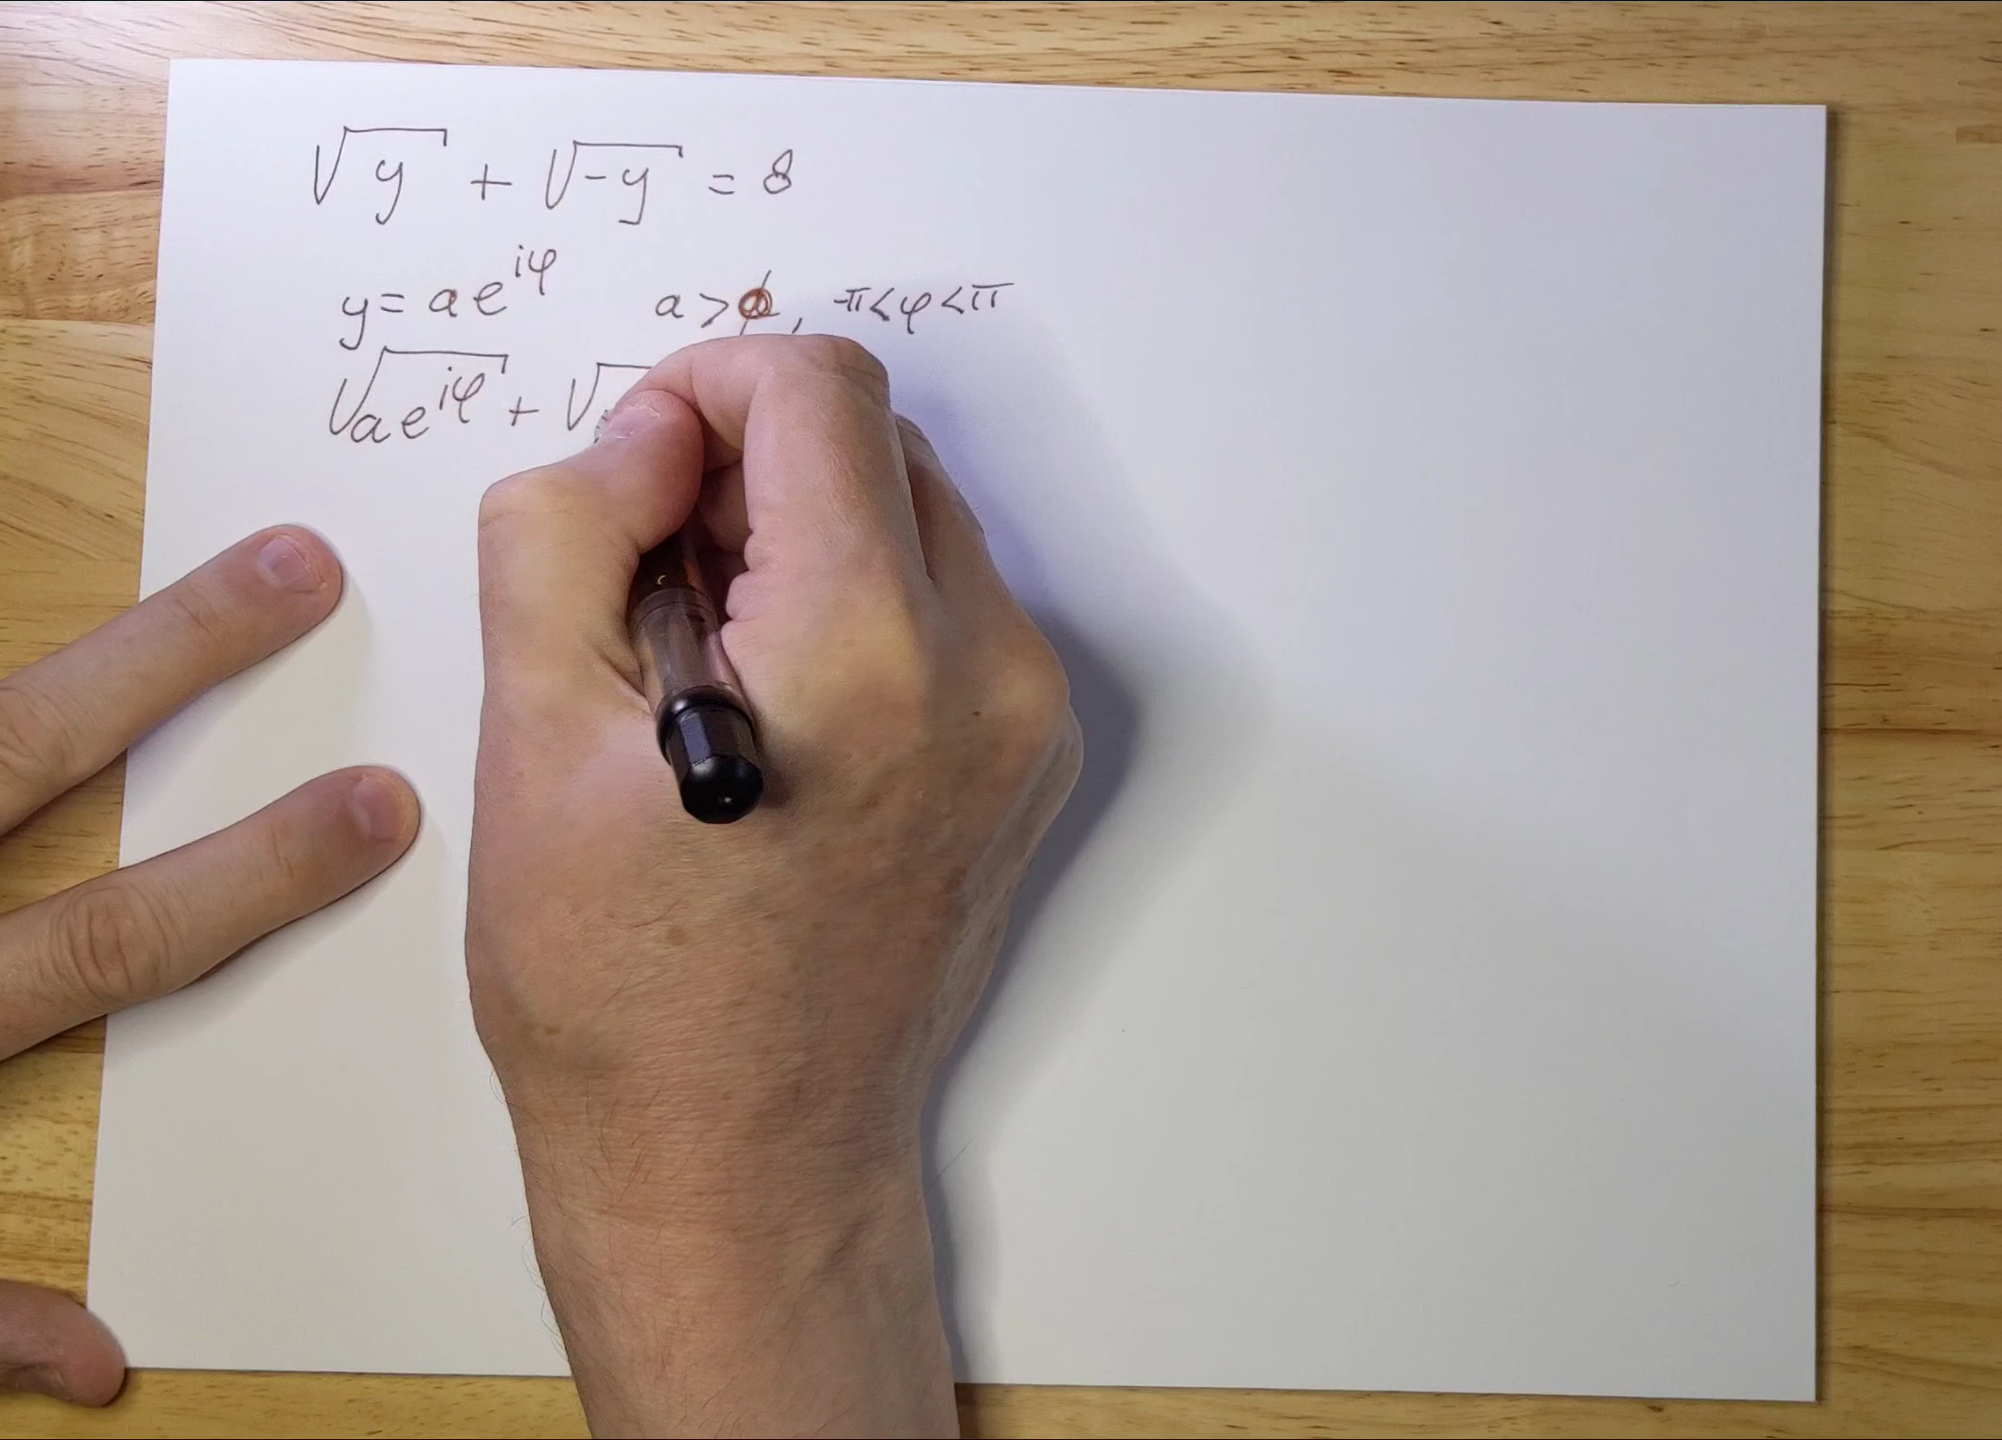 √y + √-y = 8
y = ae^{iφ} a > 0, -π < φ < π
√ae^{iφ} + √